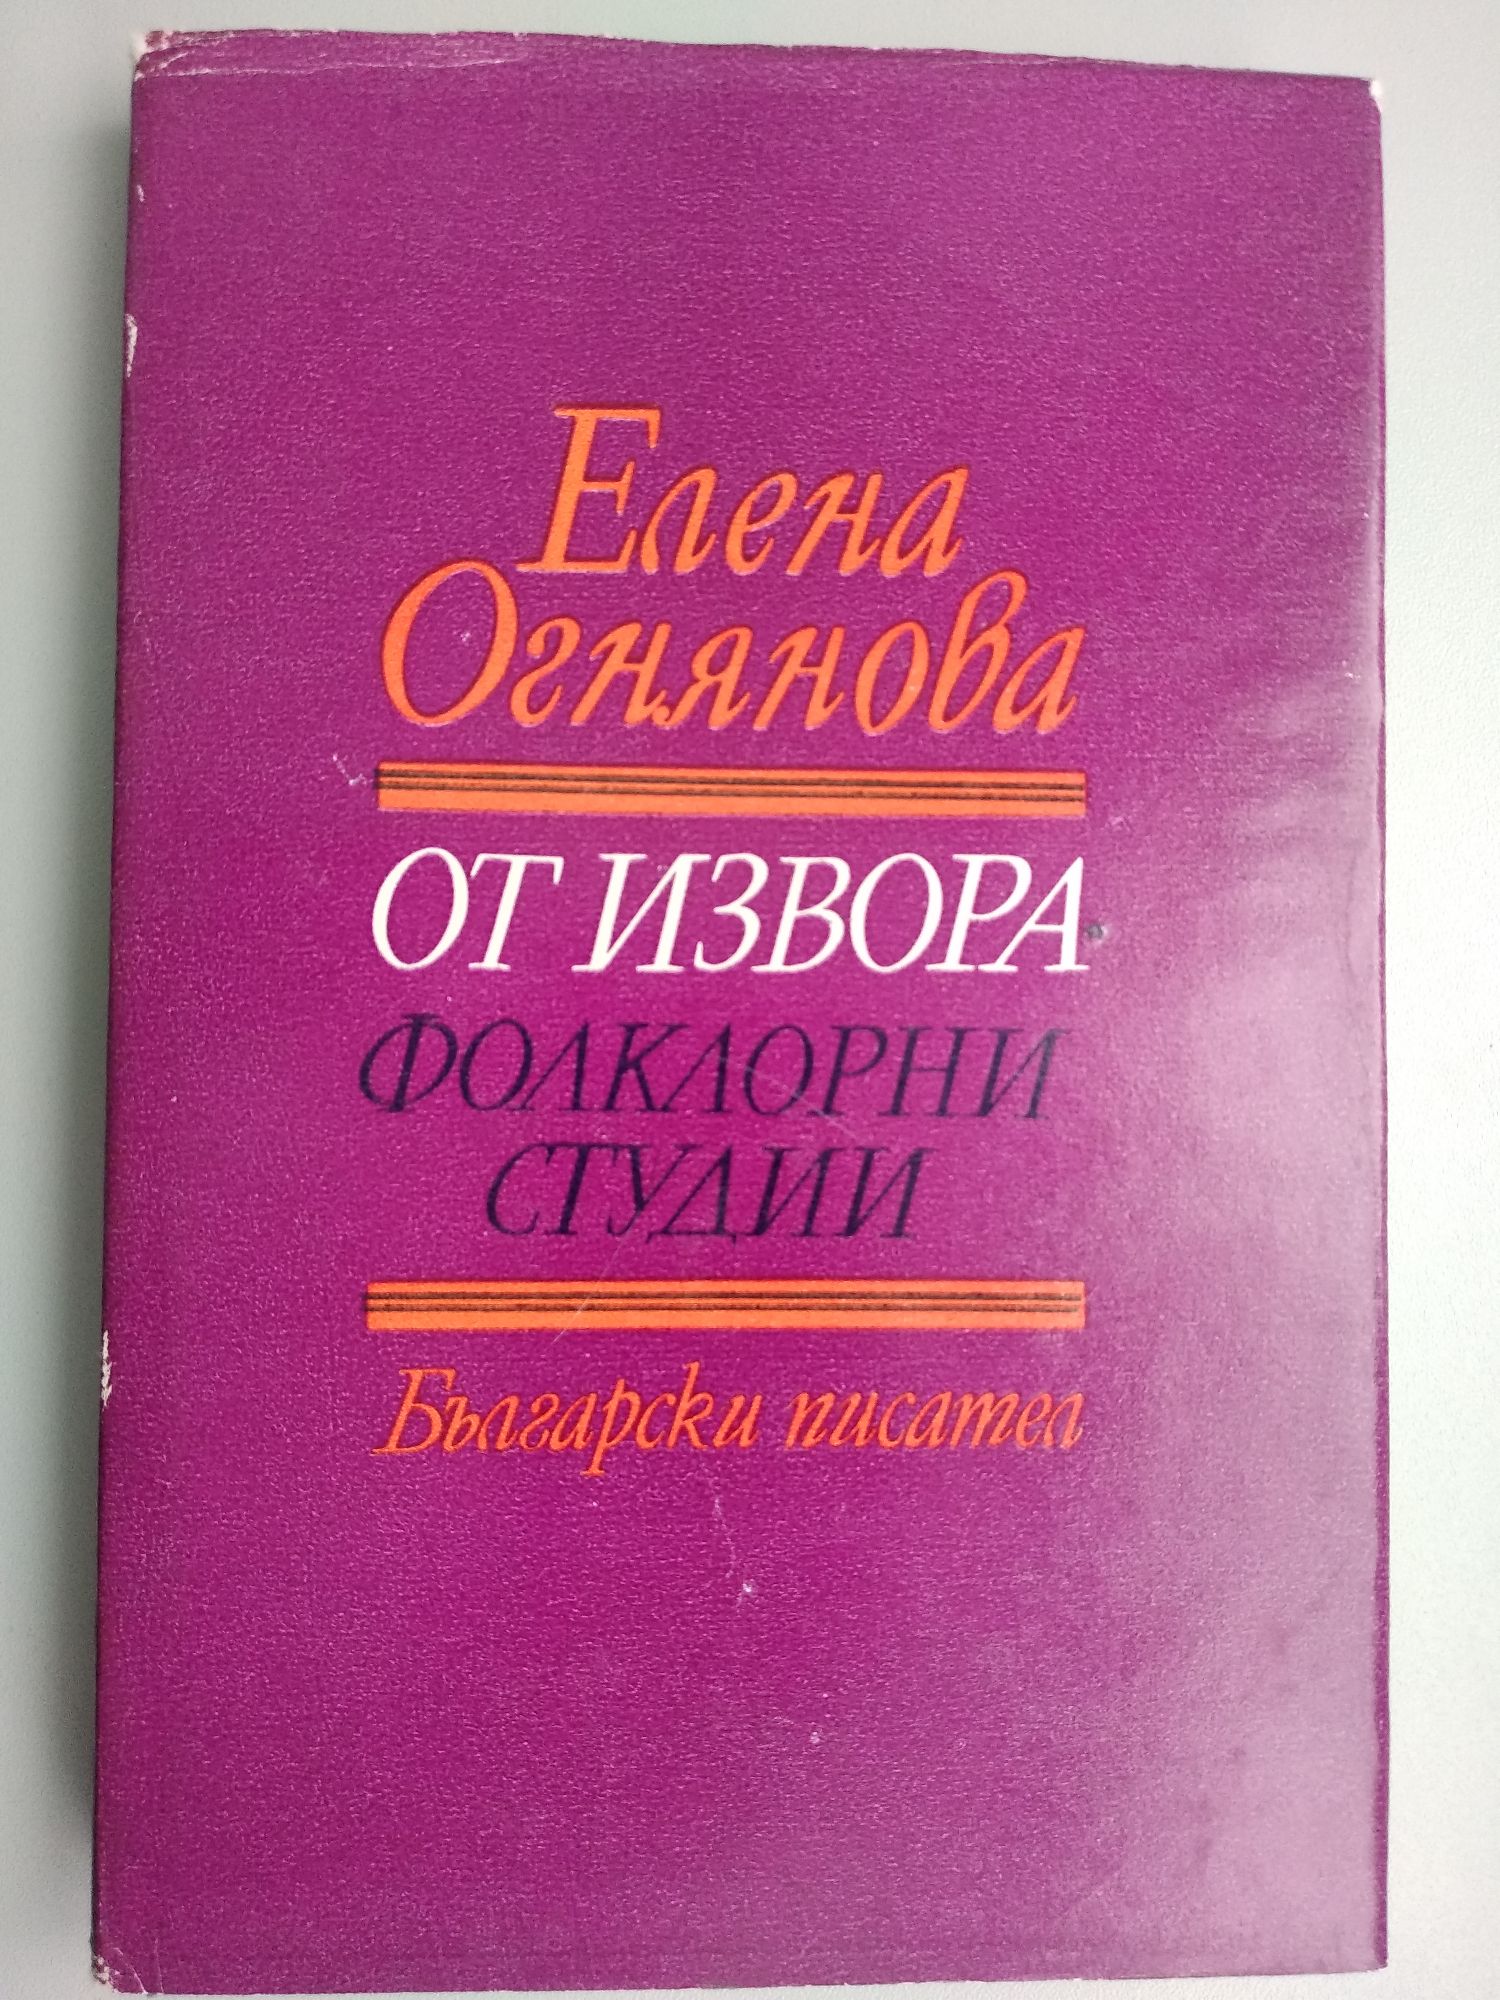 Елена
Огнянова
ОТ ИЗВОРА
ФОЛКЛОРНИ
СТУДИИ
Български писател